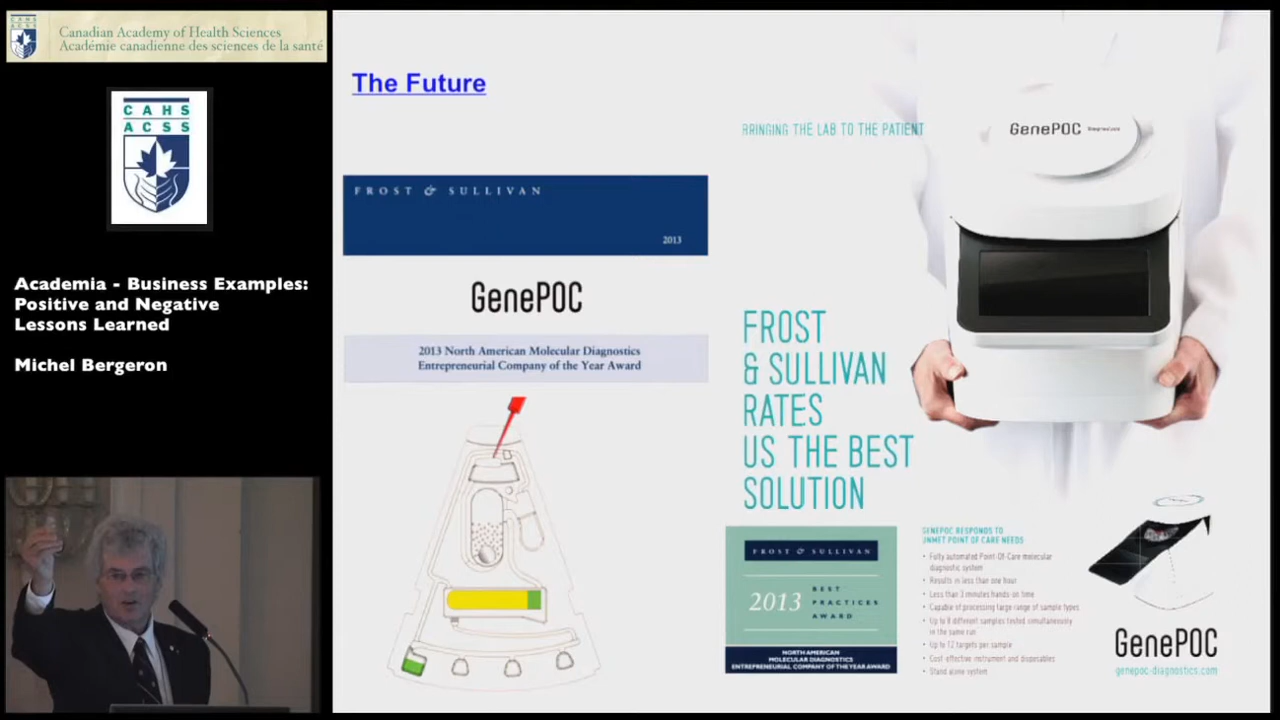 Canadian Academy of Health Sciences
Académie canadienne des sciences de la santé
CAHS
ACSS
Academia - Business Examples:
Positive and Negative
Lessons Learned
Michel Bergeron
The Future
FROST & SULLIVAN
2013
GenePOC
2013 North American Molecular Diagnostics
Entrepreneurial Company of the Year Award
BRINGING THE LAB TO THE PATIENT
GenePOC
FROST
& SULLIVAN
RATES
US THE BEST
SOLUTION
FROST & SULLIVAN
2013
BEST
PRACTICES
AWARD
NORTH AMERICAN
MOLECULAR DIAGNOSTICS
ENTREPRENEURIAL COMPANY OF THE YEAR AWARD
GENEPOC RESPONDS TO
UNMET POINT OF CARE NEEDS
• Fully automated Point-Of-Care molecular
diagnostic system
• Results in less than one hour
• Less than 3 minutes hands-on time
• Capable of processing large range of sample types
• Up to 8 different samples tested simultaneously
in the same run
• Up to 12 targets per sample
• Cost-effective instrument and disposables
• Stand alone system
GenePOC
genepoc-diagnostics.com